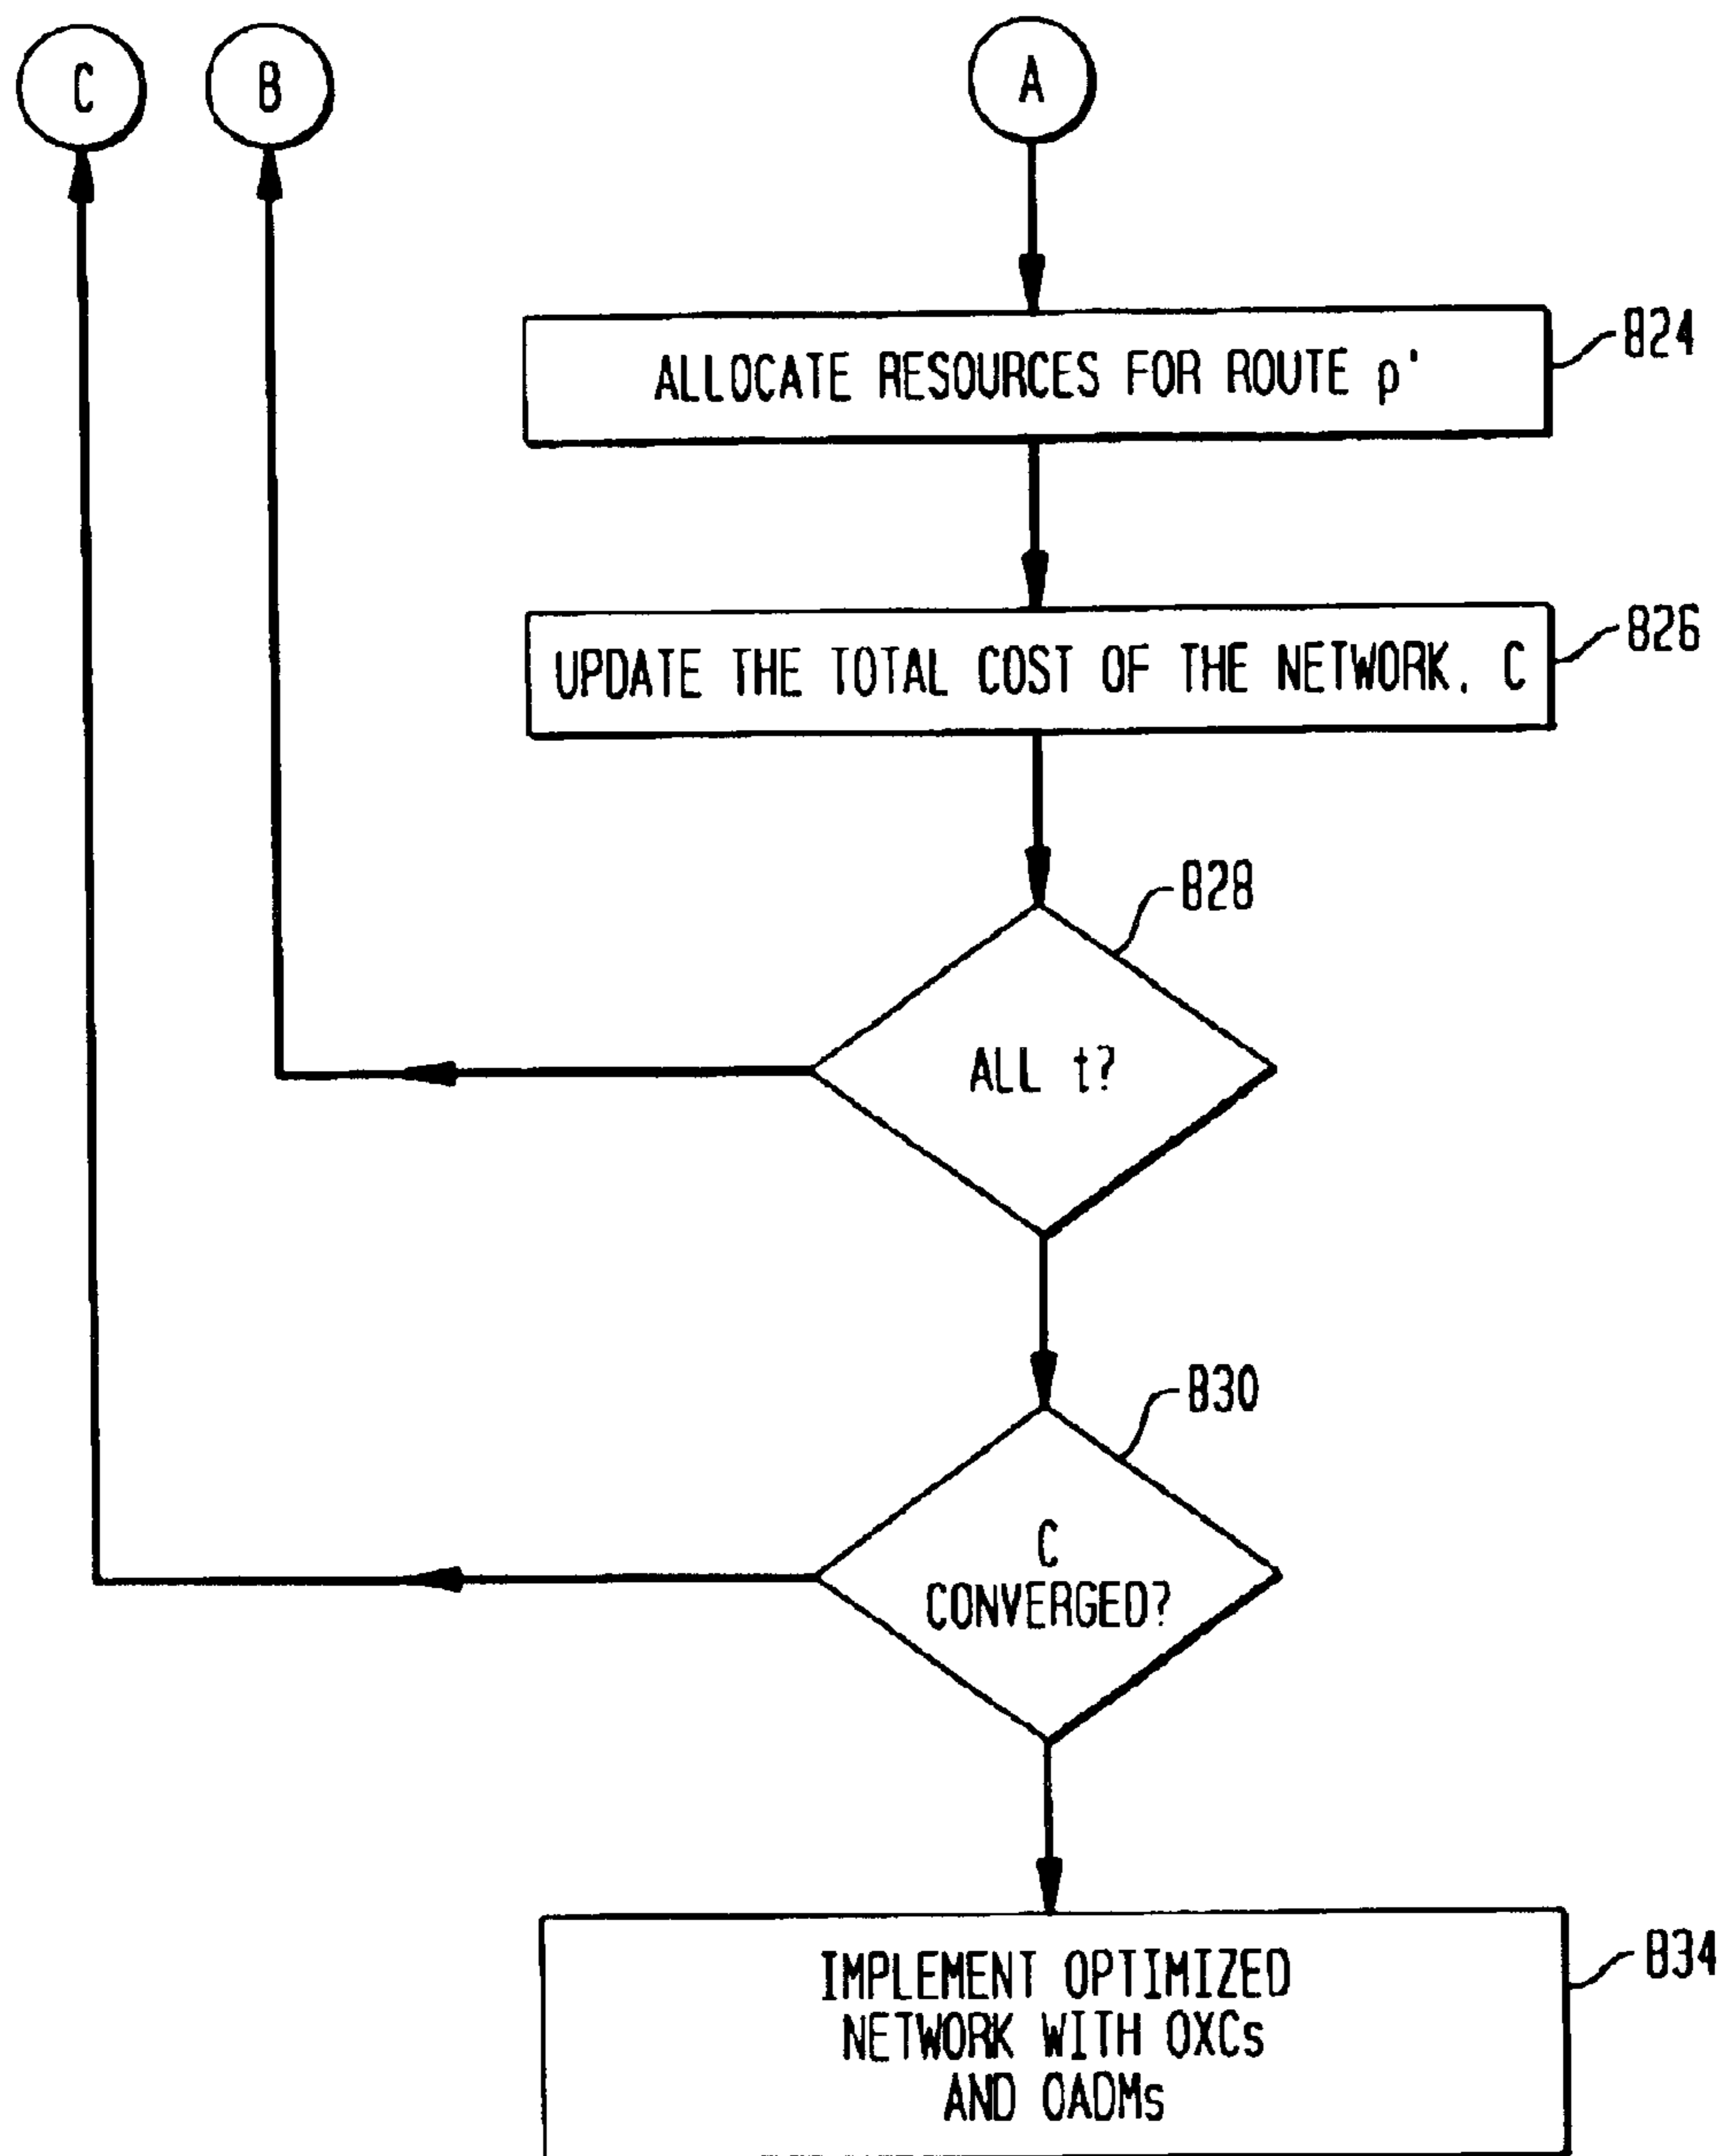 C
B
A
ALLOCATE RESOURCES FOR ROUTE ρ'
824
UPDATE THE TOTAL COST OF THE NETWORK, C
826
828
ALL t?
830
C
CONVERGED?
IMPLEMENT OPTIMIZED
NETWORK WITH OXCs
AND OADMs
834